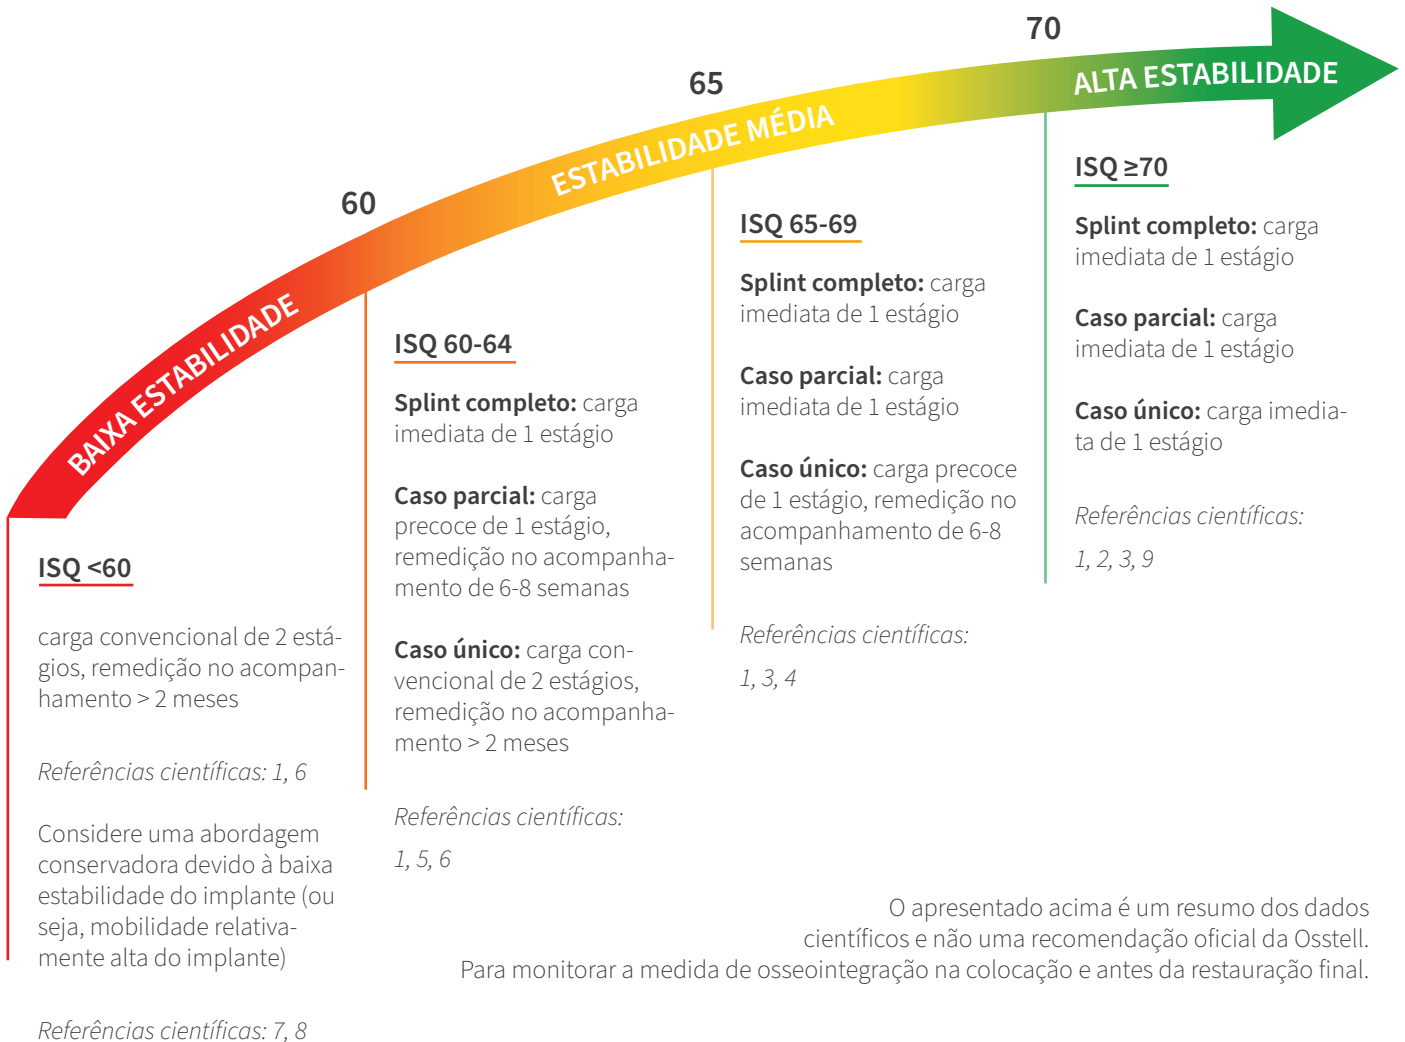 BAIXA ESTABILIDADE
ESTABILIDADE MÉDIA
ALTA ESTABILIDADE
60
65
70
ISQ <60
carga convencional de 2 está-
gios, remedição no acompan-
hamento > 2 meses
Referências científicas: 1, 6
Considere uma abordagem
conservadora devido à baixa
estabilidade do implante (ou
seja, mobilidade relativa-
mente alta do implante)
Referências científicas: 7, 8
ISQ 60-64
Splint completo: carga
imediata de 1 estágio
Caso parcial: carga
precoce de 1 estágio,
remedição no acompanha-
mento de 6-8 semanas
Caso único: carga con-
vencional de 2 estágios,
remedição no acompanha-
mento > 2 meses
Referências científicas:
1, 5, 6
ISQ 65-69
Splint completo: carga
imediata de 1 estágio
Caso parcial: carga
imediata de 1 estágio
Caso único: carga precoce
de 1 estágio, remedição no
acompanhamento de 6-8
semanas
Referências científicas:
1, 3, 4
ISQ ≥70
Splint completo: carga
imediata de 1 estágio
Caso parcial: carga
imediata de 1 estágio
Caso único: carga imedia-
ta de 1 estágio
Referências científicas:
1, 2, 3, 9
O apresentado acima é um resumo dos dados
científicos e não uma recomendação oficial da Osstell.
Para monitorar a medida de osseointegração na colocação e antes da restauração final.